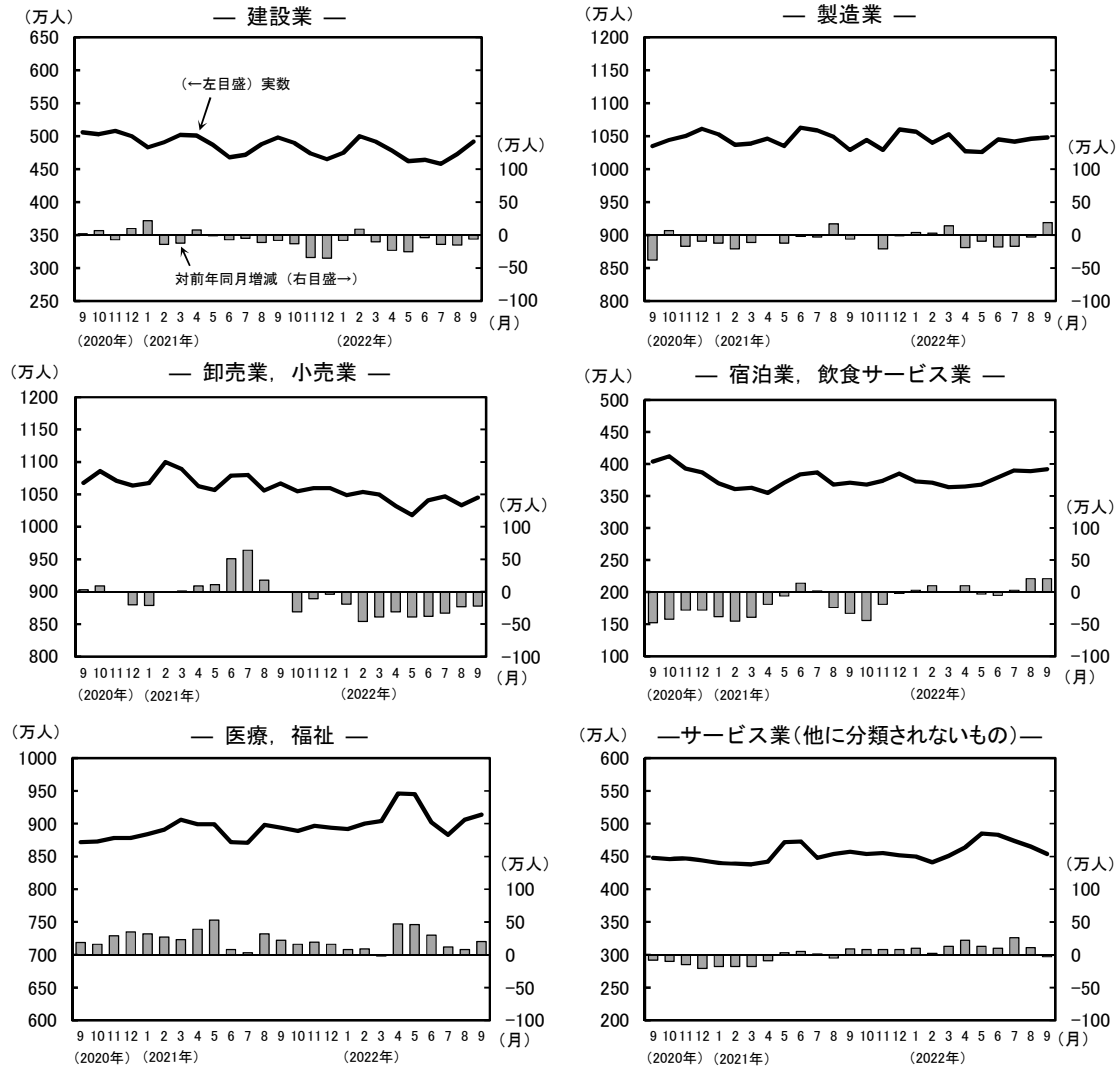 ― 建設業 ―
(万人)
650
600
550
500
450
400
350
300
250
(←左目盛) 実数
対前年同月増減 (右目盛→)
(万人)
100
50
0
-50
-100
9 10 11 12 1 2 3 4 5 6 7 8 9 10 11 12 1 2 3 4 5 6 7 8 9 (月)
(2020年) (2021年) (2022年)
― 製造業 ―
(万人)
1200
1150
1100
1050
1000
950
900
850
800
(万人)
100
50
0
-50
-100
9 10 11 12 1 2 3 4 5 6 7 8 9 10 11 12 1 2 3 4 5 6 7 8 9 (月)
(2020年) (2021年) (2022年)
― 卸売業, 小売業 ―
(万人)
1200
1150
1100
1050
1000
950
900
850
800
(万人)
100
50
0
-50
-100
9 10 11 12 1 2 3 4 5 6 7 8 9 10 11 12 1 2 3 4 5 6 7 8 9 (月)
(2020年) (2021年) (2022年)
― 宿泊業, 飲食サービス業 ―
(万人)
500
450
400
350
300
250
200
150
100
(万人)
100
50
0
-50
-100
9 10 11 12 1 2 3 4 5 6 7 8 9 10 11 12 1 2 3 4 5 6 7 8 9 (月)
(2020年) (2021年) (2022年)
― 医療, 福祉 ―
(万人)
1000
950
900
850
800
750
700
650
600
(万人)
100
50
0
-50
-100
9 10 11 12 1 2 3 4 5 6 7 8 9 10 11 12 1 2 3 4 5 6 7 8 9 (月)
(2020年) (2021年) (2022年)
―サービス業(他に分類されないもの)―
(万人)
600
550
500
450
400
350
300
250
200
(万人)
100
50
0
-50
-100
9 10 11 12 1 2 3 4 5 6 7 8 9 10 11 12 1 2 3 4 5 6 7 8 9 (月)
(2020年) (2021年) (2022年)